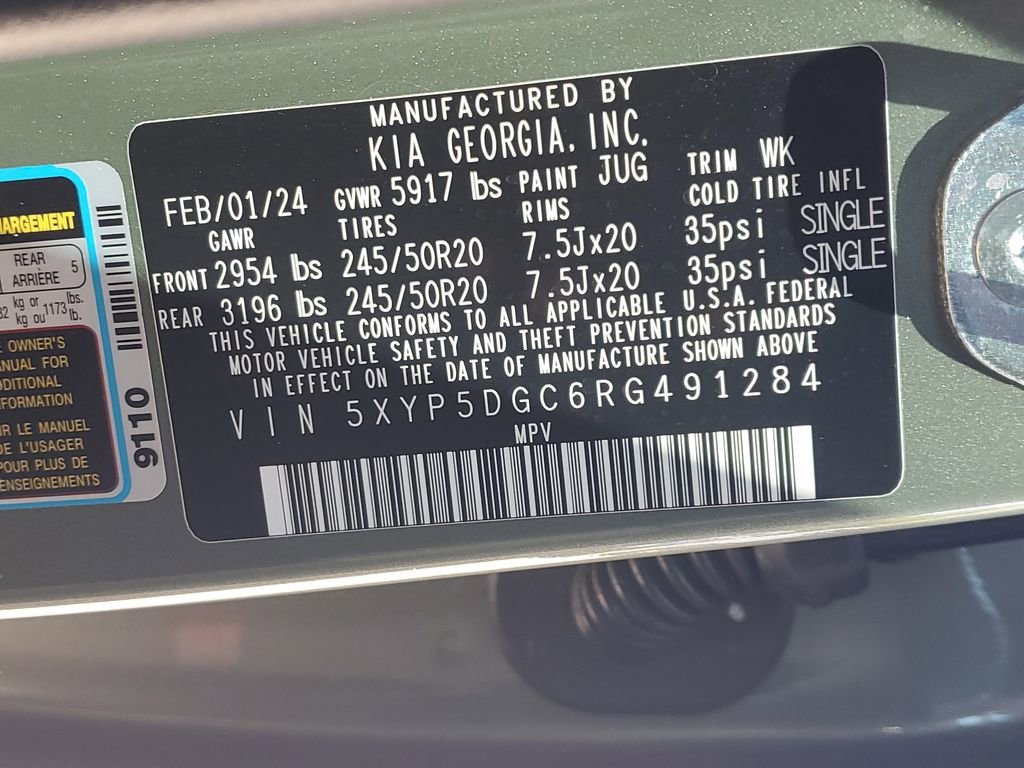 MANUFACTURED BY
KIA GEORGIA, INC.
FEB/01/24 GVWR 5917 lbs PAINT JUG TRIM WK
GAWR TIRES RIMS COLD TIRE INFL
FRONT 2954 lbs 245/50R20 7.5Jx20 35psi SINGLE
REAR 3196 lbs 245/50R20 7.5Jx20 35psi SINGLE
THIS VEHICLE CONFORMS TO ALL APPLICABLE U.S.A. FEDERAL
MOTOR VEHICLE SAFETY AND THEFT PREVENTION STANDARDS
IN EFFECT ON THE DATE OF MANUFACTURE SHOWN ABOVE
VIN 5XYP5DGC6RG491284
MPV
REAR
ARRIÈRE 5
kg or 1173 lbs.
kg ou lb.
OWNER'S
FOR
LE MANUEL
DE L'USAGER
POUR PLUS DE
9110